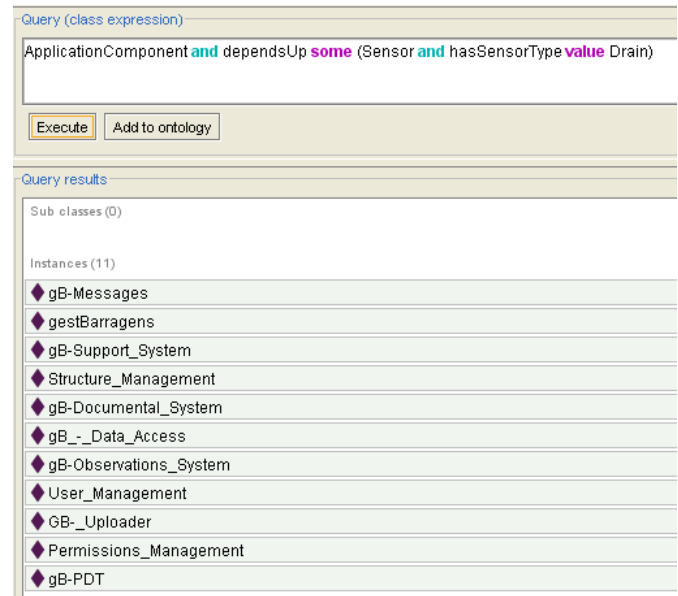 Query (class expression)
ApplicationComponent and dependsUp some (Sensor and hasSensorType value Drain)
Execute Add to ontology
Query results
Sub classes (0)
Instances (11)
gB-Messages
gestBarragens
gB-Support_System
Structure_Management
gB-Documental_System
gB_-_Data_Access
gB-Observations_System
User_Management
GB-_Uploader
Permissions_Management
gB-PDT